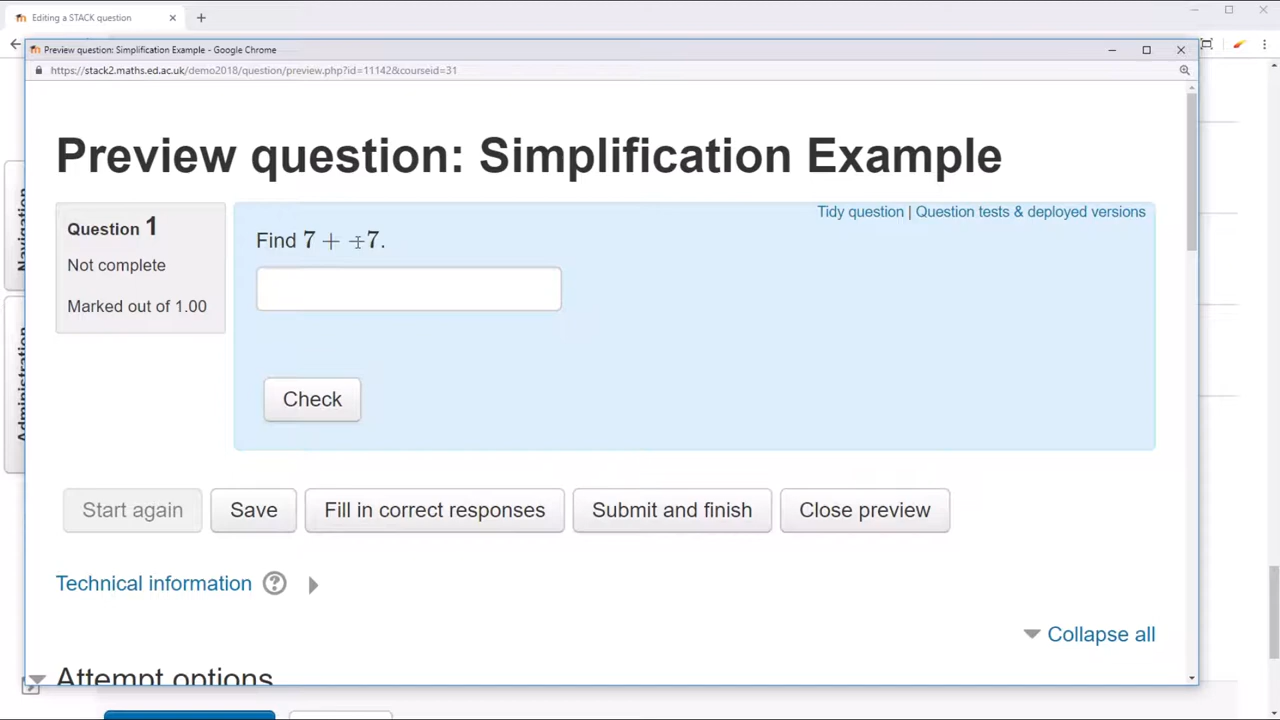 Editing a STACK question
Preview question: Simplification Example - Google Chrome
https://stack2.maths.ed.ac.uk/demo2018/question/preview.php?id=11142&courseid=31
Preview question: Simplification Example
Tidy question | Question tests & deployed versions
Question 1
Not complete
Marked out of 1.00
Find 7 + −7.
Check
Start again
Save
Fill in correct responses
Submit and finish
Close preview
Technical information
Collapse all
Attempt options
Navigation
Administration